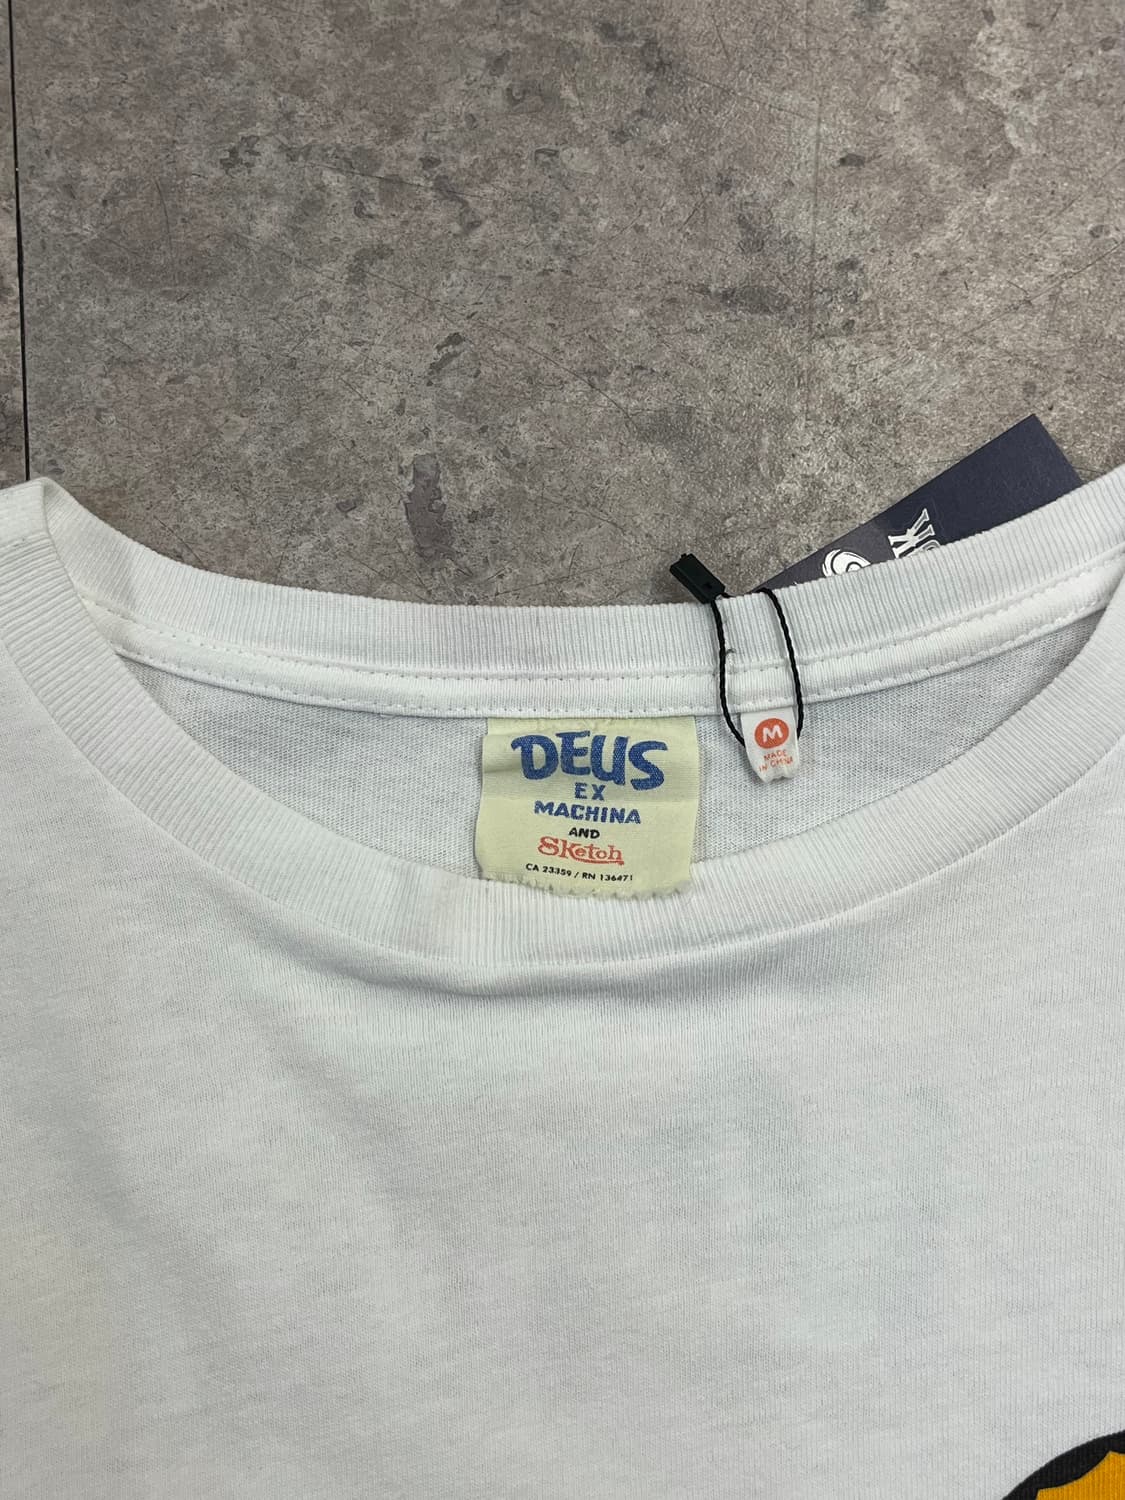 DEUS
EX
MACHINA
AND
Sketch
CA 23359 / RN 136471
M
MADE
IN CHINA